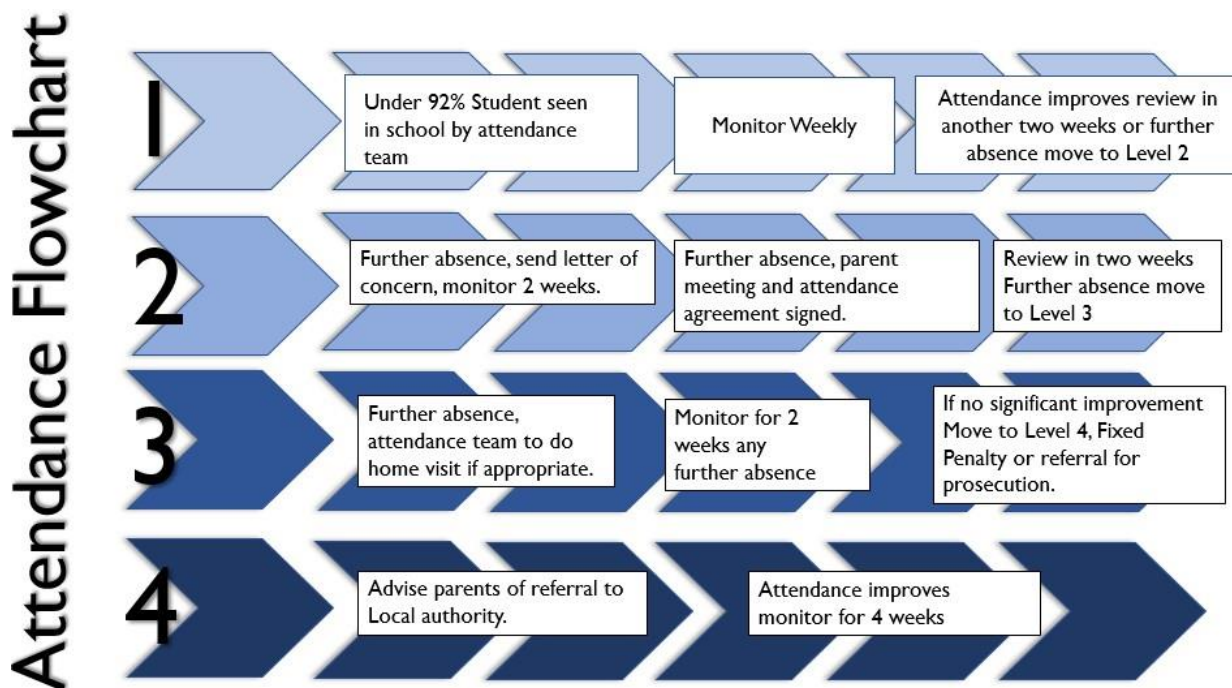 Attendance Flowchart
1
Under 92% Student seen
in school by attendance
team
Monitor Weekly
Attendance improves review in
another two weeks or further
absence move to Level 2
2
Further absence, send letter of
concern, monitor 2 weeks.
Further absence, parent
meeting and attendance
agreement signed.
Review in two weeks
Further absence move
to Level 3
3
Further absence,
attendance team to do
home visit if appropriate.
Monitor for 2
weeks any
further absence
If no significant improvement
Move to Level 4, Fixed
Penalty or referral for
prosecution.
4
Advise parents of referral to
Local authority.
Attendance improves
monitor for 4 weeks